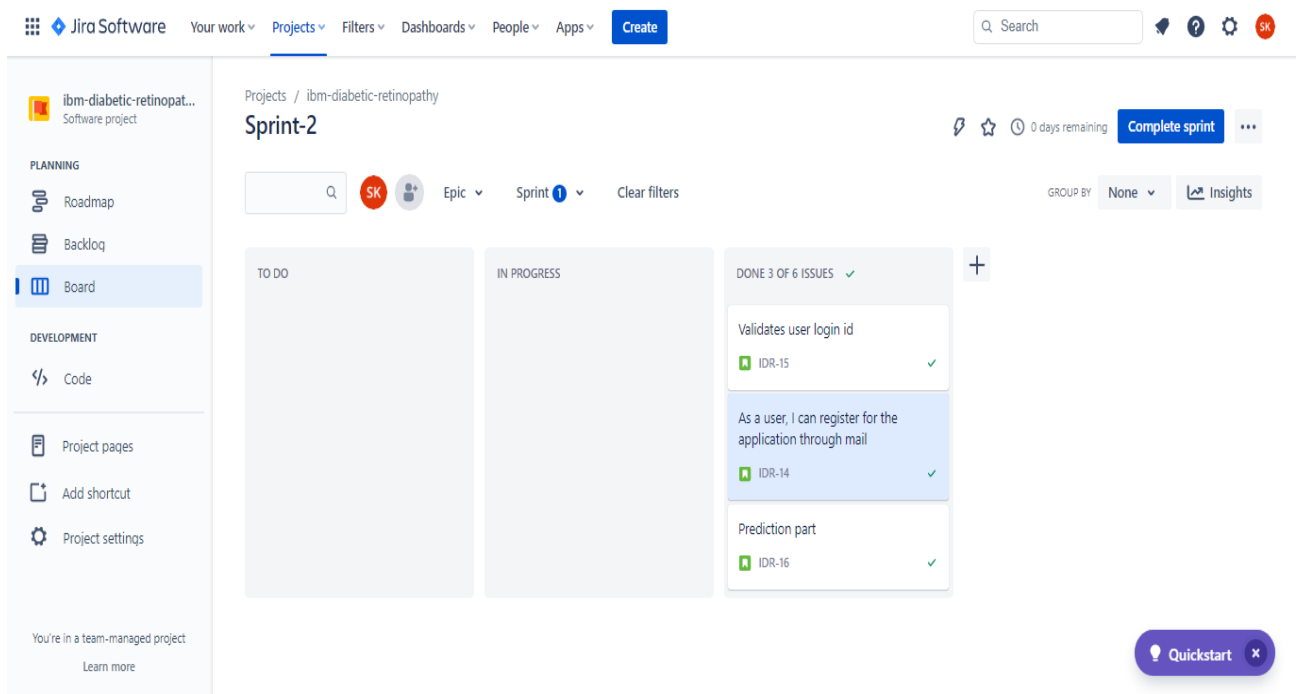 Jira Software Your work Projects Filters Dashboards People Apps Create Search SK
ibm-diabetic-retinopat...
Software project
PLANNING
Roadmap
Backlog
Board
DEVELOPMENT
Code
Project pages
Add shortcut
Project settings
You're in a team-managed project
Learn more
Projects / ibm-diabetic-retinopathy
Sprint-2
0 days remaining Complete sprint
SK Epic Sprint 1 Clear filters GROUP BY None Insights
TO DO
IN PROGRESS
DONE 3 OF 6 ISSUES
Validates user login id
IDR-15
As a user, I can register for the
application through mail
IDR-14
Prediction part
IDR-16
Quickstart